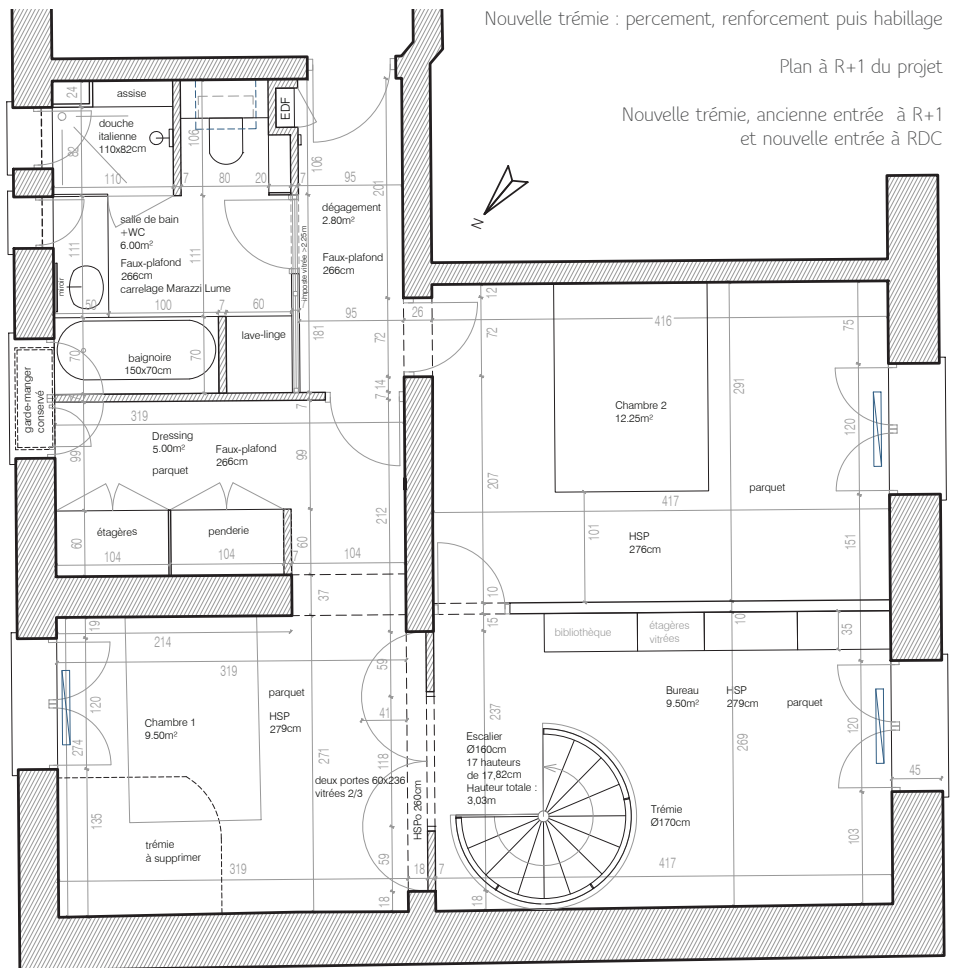 Nouvelle trémie : percement, renforcement puis habillage
Plan à R+1 du projet
Nouvelle trémie, ancienne entrée à R+1
et nouvelle entrée à RDC
N
assise
24
EDF
douche
italienne
110x82cm
82
106
106
110
7
80
20
7
95
201
dégagement
2.80m²
Faux-plafond
266cm
salle de bain
+WC
6.00m²
Faux-plafond
266cm
carrelage Marazzi Lume
111
111
imposte vitrée >2.25m
miroir
50
100
7
60
95
26
12
416
75
lave-linge
181
72
72
baignoire
150x70cm
70
70
7
14
7
garde-manger
conservé
319
Dressing
5.00m²
parquet
Faux-plafond
266cm
99
99
291
Chambre 2
12.25m²
120
207
parquet
417
212
étagères
penderie
60
104
104
60
7
104
101
HSP
276cm
151
37
10
15
19
214
319
bibliothèque
étagères
vitrées
10
35
59
parquet
HSP
279cm
120
Chambre 1
9.50m²
274
41
237
Bureau
9.50m²
HSP
279cm
parquet
120
269
Escalier
Ø160cm
17 hauteurs
de 17,82cm
Hauteur totale :
3,03m
271
118
deux portes 60x236
vitrées 2/3
HSPo 260cm
45
135
trémie
à supprimer
Trémie
Ø170cm
103
59
319
18
7
417
18
18